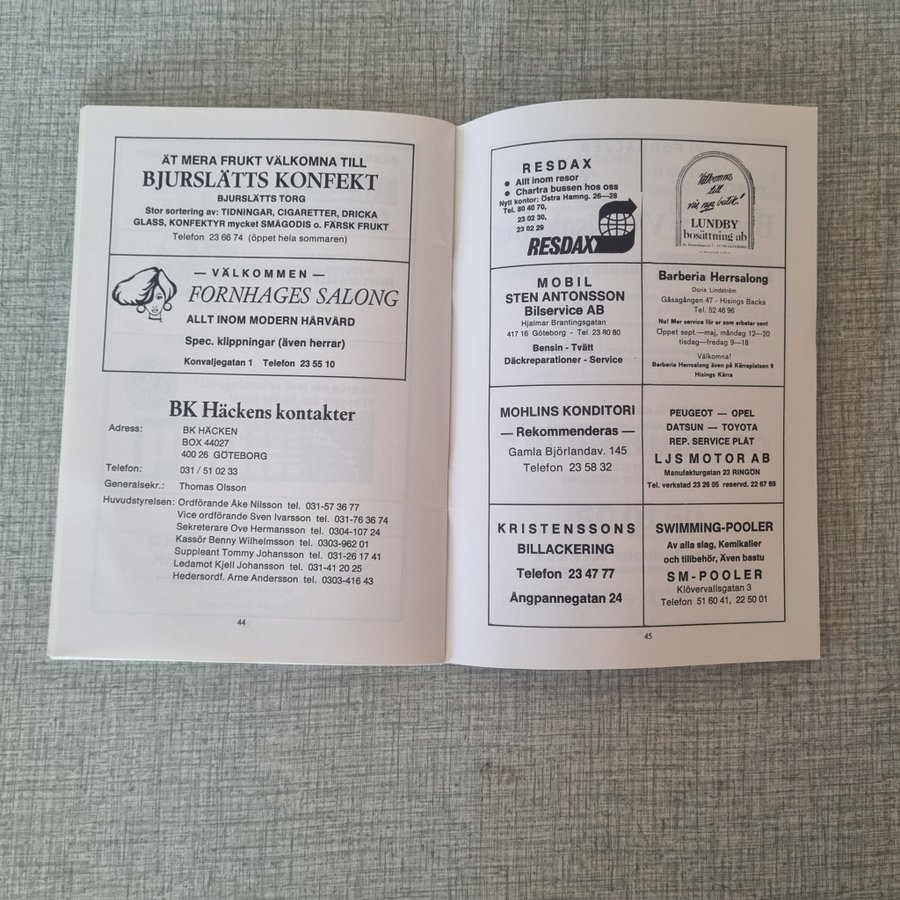 ÄT MERA FRUKT VÄLKOMNA TILL
BJURSLÄTTS KONFEKT
BJURSLÄTTS TORG
Stor sortering av: TIDNINGAR, CIGARETTER, DRICKA
GLASS, KONFEKTYR mycket SMÅGODIS o. FÄRSK FRUKT
Telefon 23 66 74 (öppet hela sommaren)
— VÄLKOMMEN —
FORNHAGES SALONG
ALLT INOM MODERN HÅRVÅRD
Spec. klippningar (även herrar)
Konvaljegatan 1 Telefon 23 55 10
BK Häckens kontakter
Adress: BK HÄCKEN
BOX 44027
400 26 GÖTEBORG
Telefon: 031 / 51 02 33
Generalsekr.: Thomas Olsson
Huvudstyrelsen: Ordförande Åke Nilsson tel. 031-57 36 77
Vice ordförande Sven Ivarsson tel. 031-76 36 74
Sekreterare Ove Hermansson tel. 0304-107 24
Kassör Benny Wilhelmsson tel. 0303-962 01
Suppleant Tommy Johansson tel. 031-26 17 41
Ledamot Kjell Johansson tel. 031-41 20 25
Hedersordf. Arne Andersson tel. 0303-416 43
44
RESDAX
• Allt inom resor
• Chartra bussen hos oss
Nytt kontor: Östra Hamng. 26—28
Tel. 80 40 70,
23 02 30,
23 02 29
RESDAX
Välkomna
till
vår nya butik!
LUNDBY
bosättning ab
MOBIL
STEN ANTONSSON
Bilservice AB
Hjalmar Brantingsgatan
417 16 Göteborg - Tel 23 80 80
Bensin - Tvätt
Däckreparationer - Service
Barberia Herrsalong
Doris Lindström
Gåsagången 47 - Hisings Backa
Tel. 52 46 96
Nu! Mer service för er som arbetar sent
Öppet sept.—maj, måndag 12—20
tisdag—fredag 9—18
Välkomna!
Barberia Herrsalong även på Kärraplatsen 9
Hisings Kärra
MOHLINS KONDITORI
— Rekommenderas —
Gamla Björlandav. 145
Telefon 23 58 32
PEUGEOT — OPEL
DATSUN — TOYOTA
REP. SERVICE PLÅT
LJS MOTOR AB
Manufakturgatan 23 RINGÖN
Tel. verkstad 23 26 05 reservd. 22 67 69
KRISTENSSONS
BILLACKERING
Telefon 23 47 77
Ångpannegatan 24
SWIMMING-POOLER
Av alla slag, Kemikalier
och tillbehör, Även bastu
SM-POOLER
Klövervallsgatan 3
Telefon 51 60 41, 22 50 01
45